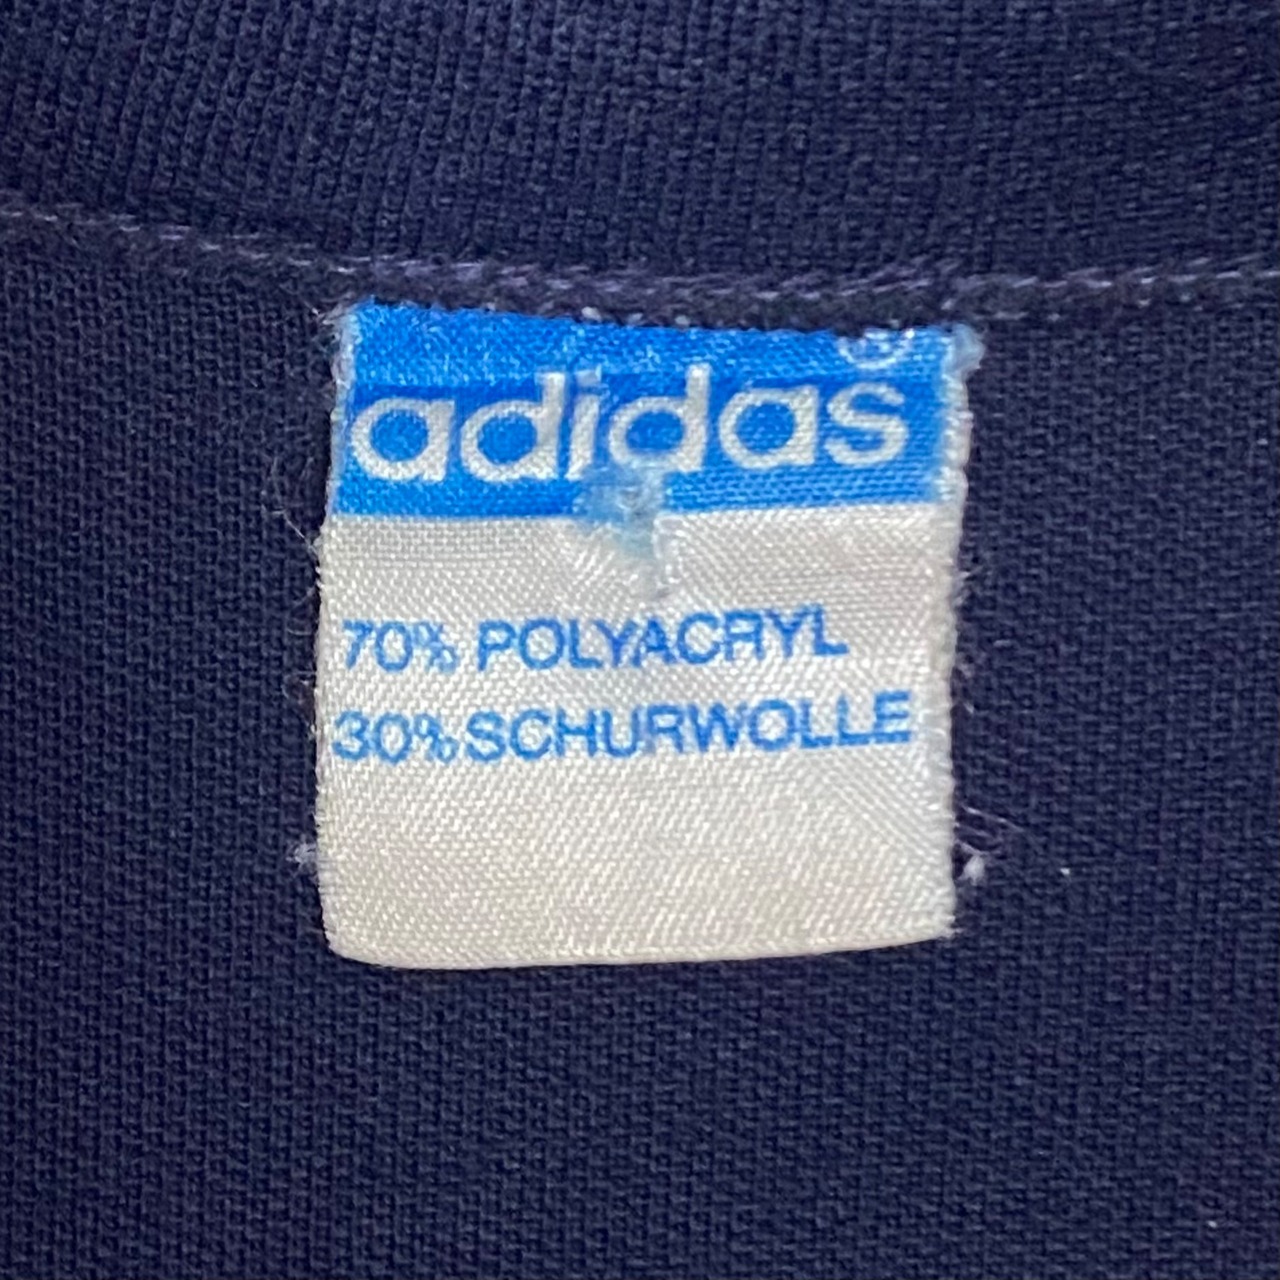 ®
adidas
70% POLYACRYL
30% SCHURWOLLE